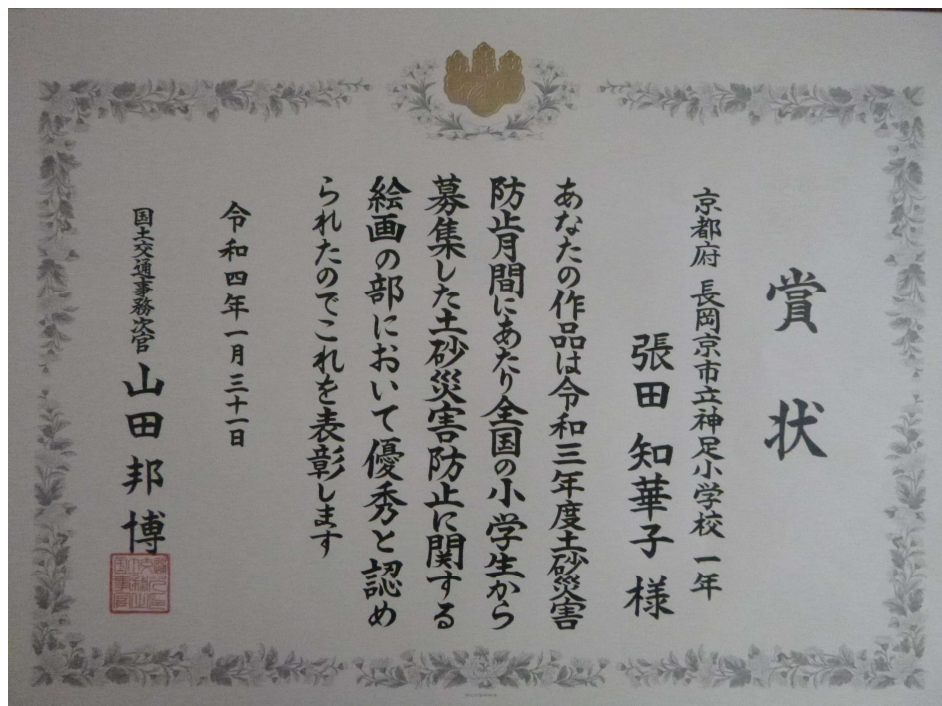 賞状
京都府 長岡京市立神足小学校 一年
張田 知華子 様
あなたの作品は令和三年度土砂災害
防止月間にあたり全国の小学生から
募集した土砂災害防止に関する
絵画の部において優秀と認め
られたのでこれを表彰します
令和四年一月三十一日
国土交通事務次官 山田邦博